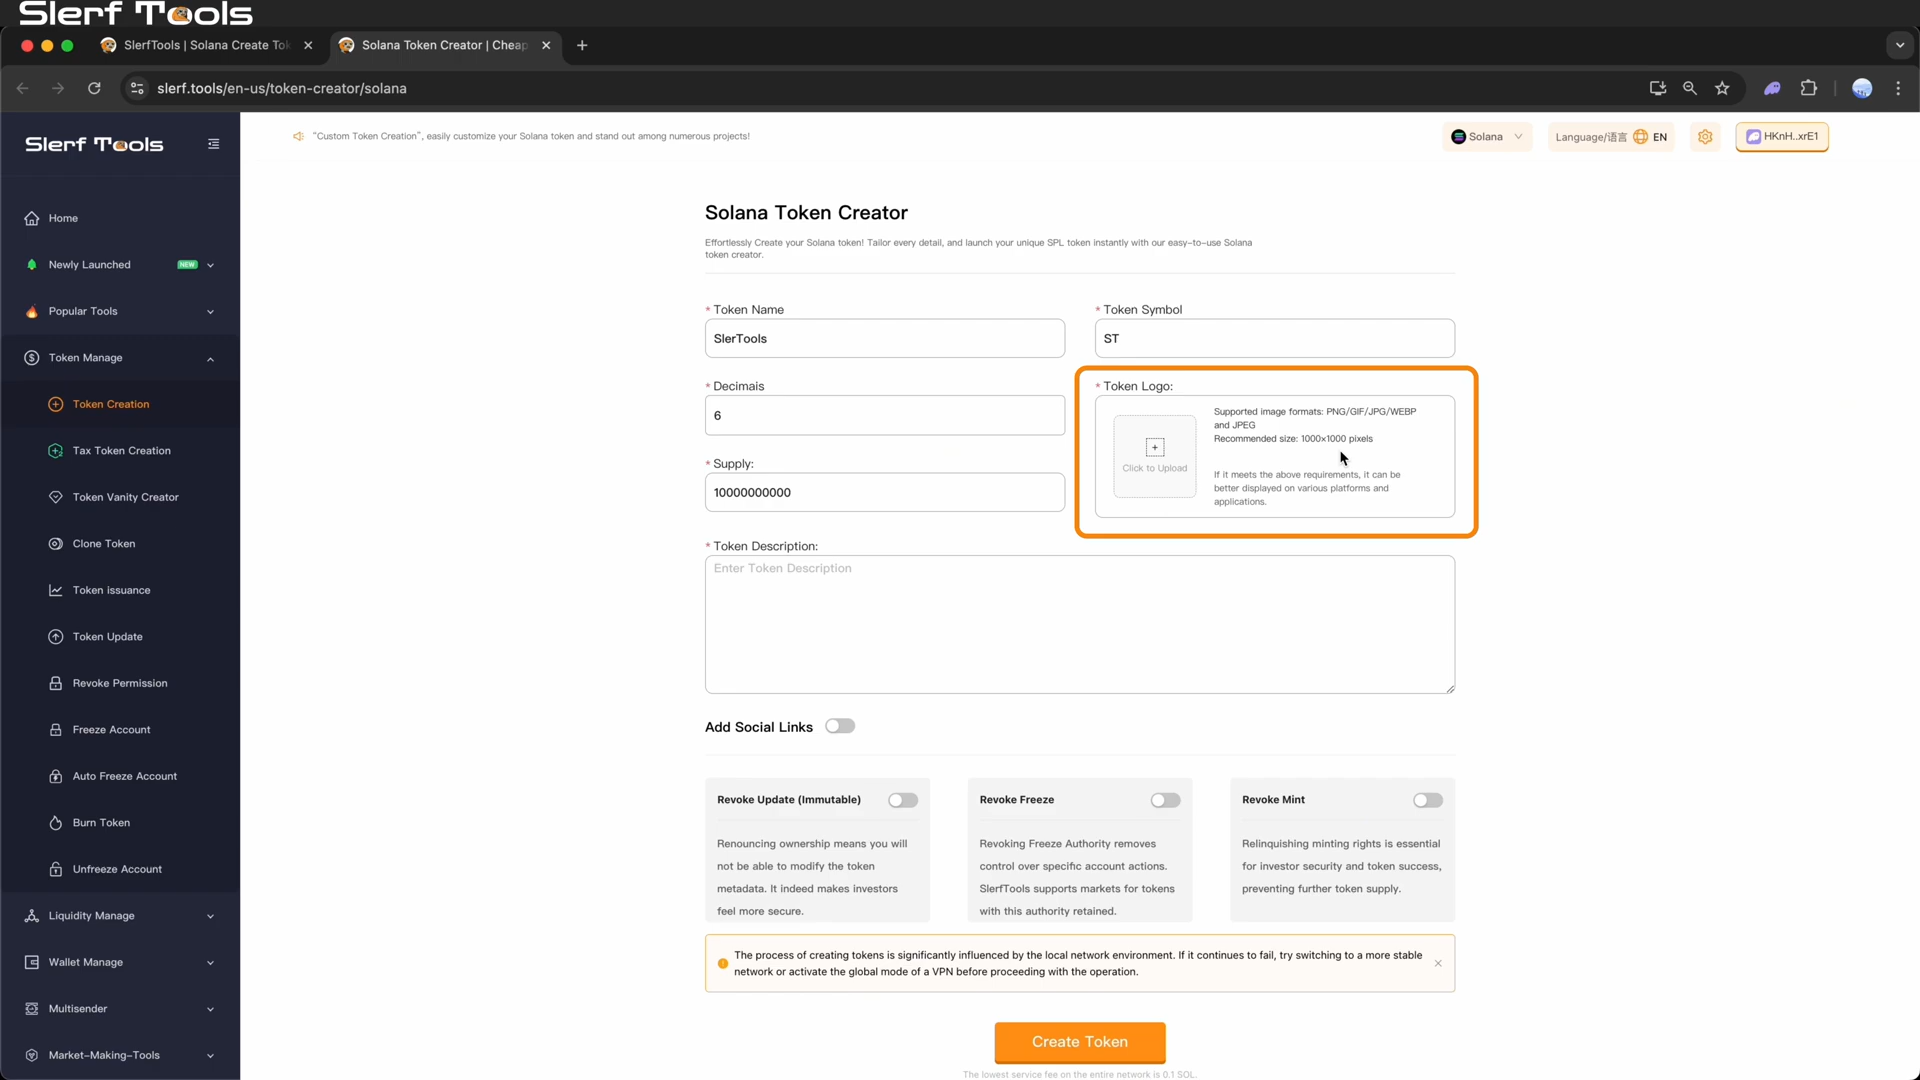 Slerf Tools
SlerfTools | Solana Create Tok
Solana Token Creator | Cheap
slerf.tools/en-us/token-creator/solana
Slerf Tools
"Custom Token Creation", easily customize your Solana token and stand out among numerous projects!
Solana
Language/语言 EN
HKnH..xrE1
Home
Newly Launched NEW
Popular Tools
Token Manage
Token Creation
Tax Token Creation
Token Vanity Creator
Clone Token
Token issuance
Token Update
Revoke Permission
Freeze Account
Auto Freeze Account
Burn Token
Unfreeze Account
Liquidity Manage
Wallet Manage
Multisender
Market-Making-Tools
Solana Token Creator
Effortlessly Create your Solana token! Tailor every detail, and launch your unique SPL token instantly with our easy-to-use Solana
token creator.
* Token Name
SlerTools
* Token Symbol
ST
* Decimais
6
* Supply:
10000000000
* Token Logo:
Click to Upload
Supported image formats: PNG/GIF/JPG/WEBP
and JPEG
Recommended size: 1000×1000 pixels
If it meets the above requirements, it can be
better displayed on various platforms and
applications.
* Token Description:
Enter Token Description
Add Social Links
Revoke Update (Immutable)
Renouncing ownership means you will
not be able to modify the token
metadata. It indeed makes investors
feel more secure.
Revoke Freeze
Revoking Freeze Authority removes
control over specific account actions.
SlerfTools supports markets for tokens
with this authority retained.
Revoke Mint
Relinquishing minting rights is essential
for investor security and token success,
preventing further token supply.
The process of creating tokens is significantly influenced by the local network environment. If it continues to fail, try switching to a more stable
network or activate the global mode of a VPN before proceeding with the operation.
Create Token
The lowest service fee on the entire network is 0.1 SOL.